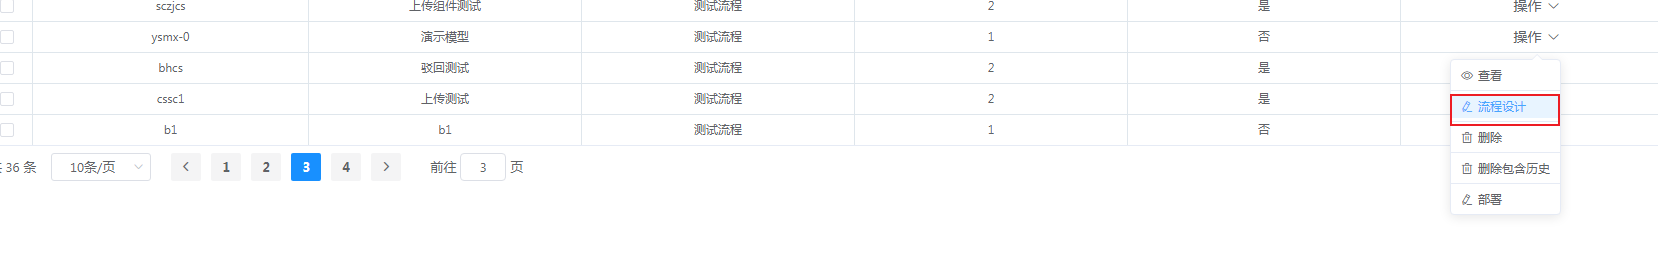 sczjcs 上传组件测试 测试流程 2 是 操作
ysmx-0 演示模型 测试流程 1 否 操作
bhcs 驳回测试 测试流程 2 是
cssc1 上传测试 测试流程 2 是
b1 b1 测试流程 1 否
查看
流程设计
删除
删除包含历史
部署
36 条 10条/页 1 2 3 4 前往 3 页